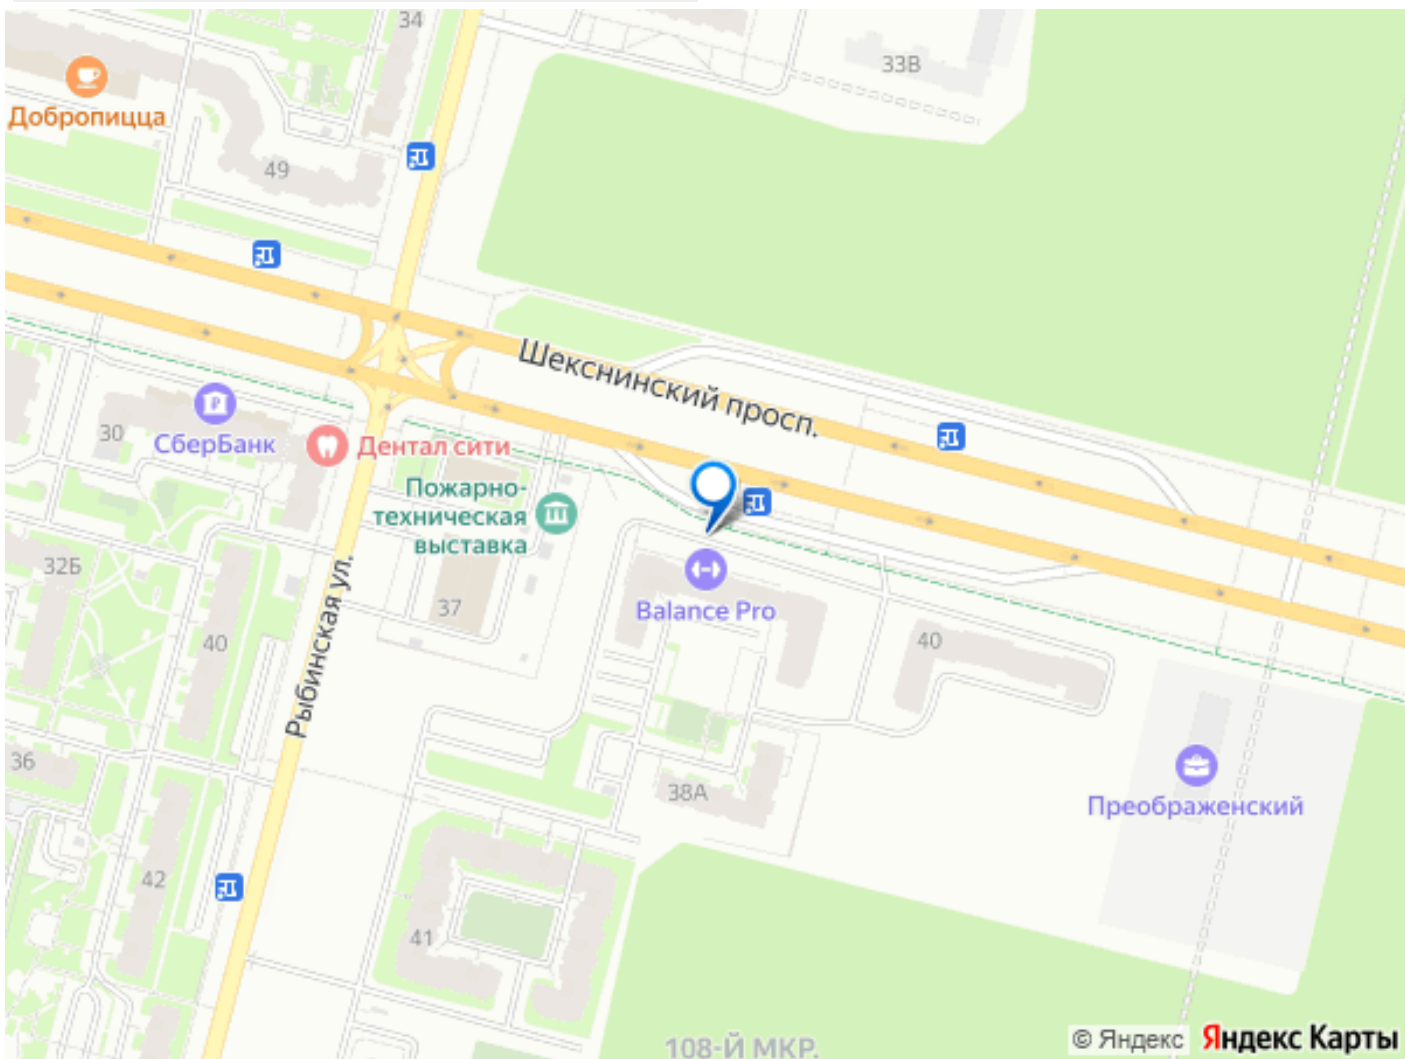 34
33В
Добропицца
49
Шекснинский просп.
30
СберБанк
Дентал сити
Пожарно-
техническая
выставка
32Б
Balance Pro
37
40
40
Рыбинская ул.
36
38А
Преображенский
42
41
108-Й МКР.
© Яндекс Яндекс Карты